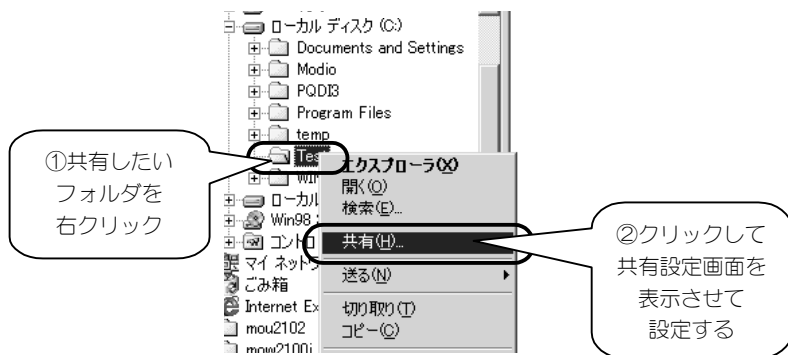 ローカル ディスク (C:)
Documents and Settings
Modio
PQDI3
Program Files
temp
①共有したい
フォルダを
右クリック
エクスプローラ(X)
開く(O)
検索(E)...
共有(H)...
送る(N)
切り取り(T)
コピー(C)
ローカル
Win98
コントロ
マイ ネットワ
ごみ箱
Internet Ex
mou2102
mow2100j
②クリックして
共有設定画面を
表示させて
設定する